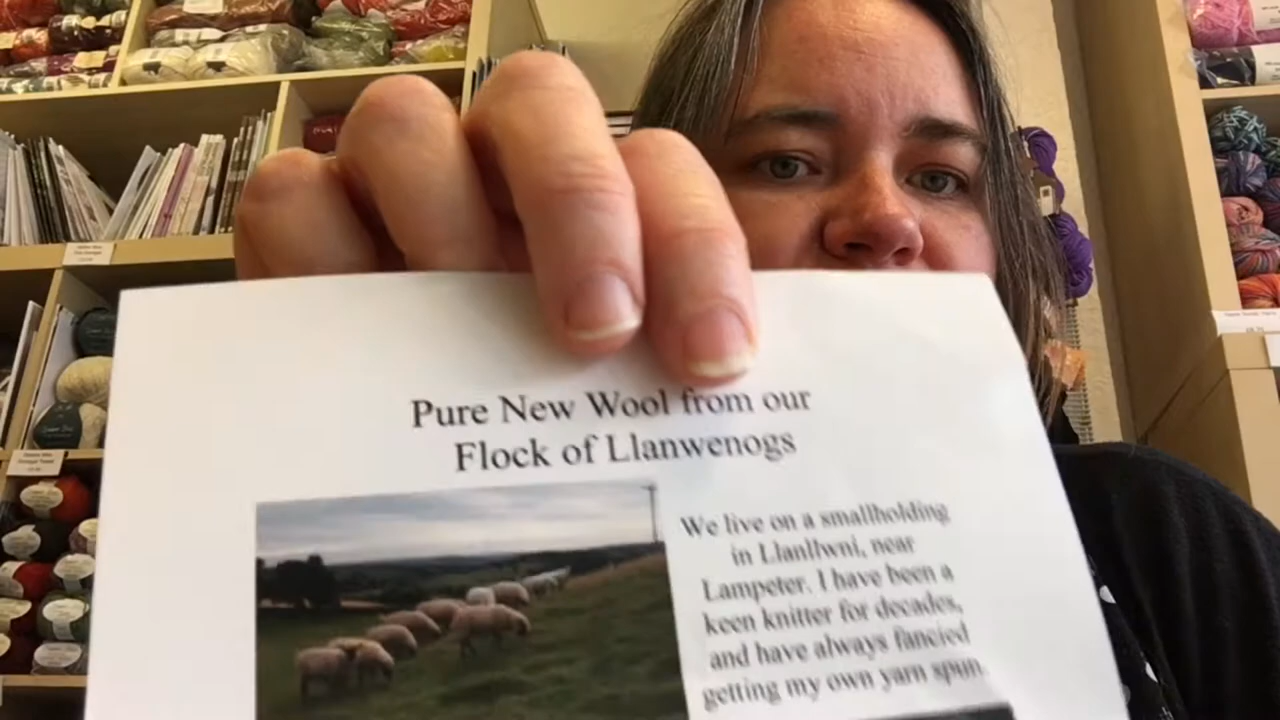 Pure New Wool from our
Flock of Llanwenogs
We live on a smallholding
in Llanllwni, near
Lampeter. I have been a
keen knitter for decades,
and have always fancied
getting my own yarn spun.